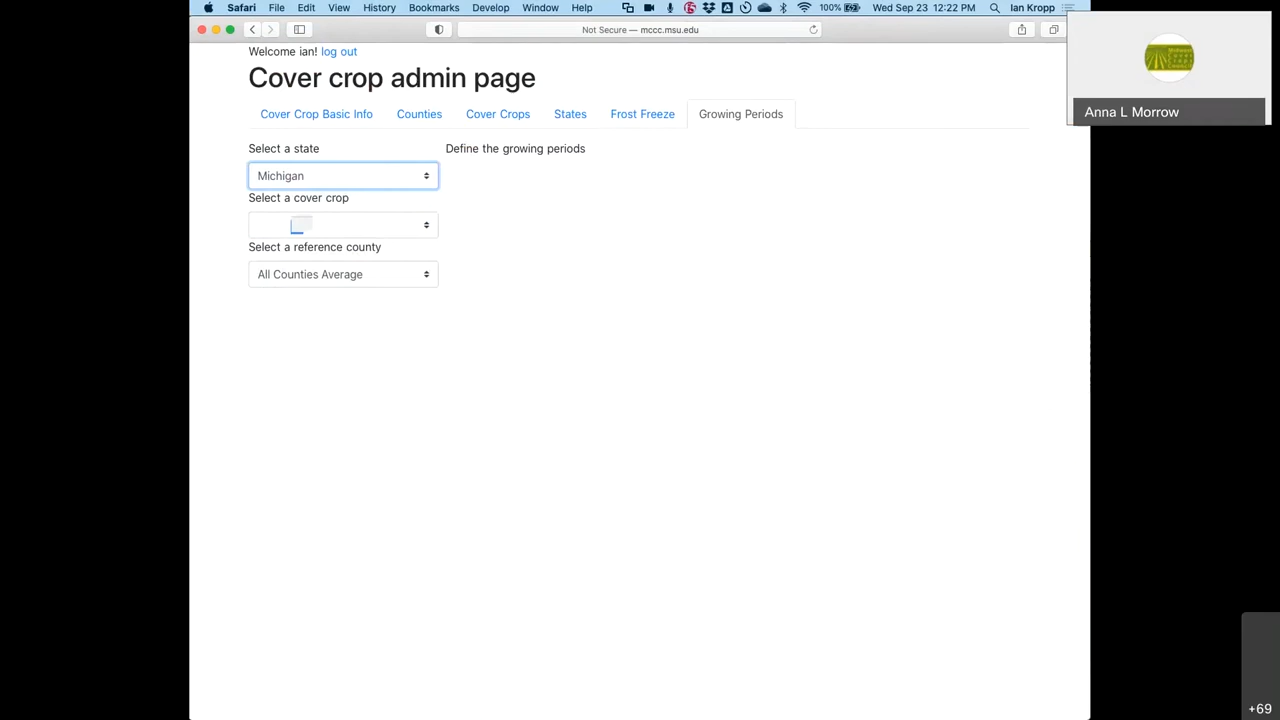 Safari File Edit View History Bookmarks Develop Window Help 100% Wed Sep 23 12:22 PM Ian Kropp
Not Secure — mccc.msu.edu
Welcome ian! log out
Cover crop admin page
Cover Crop Basic Info Counties Cover Crops States Frost Freeze Growing Periods
Select a state
Define the growing periods
Michigan
Select a cover crop
Select a reference county
All Counties Average
Anna L Morrow
+69